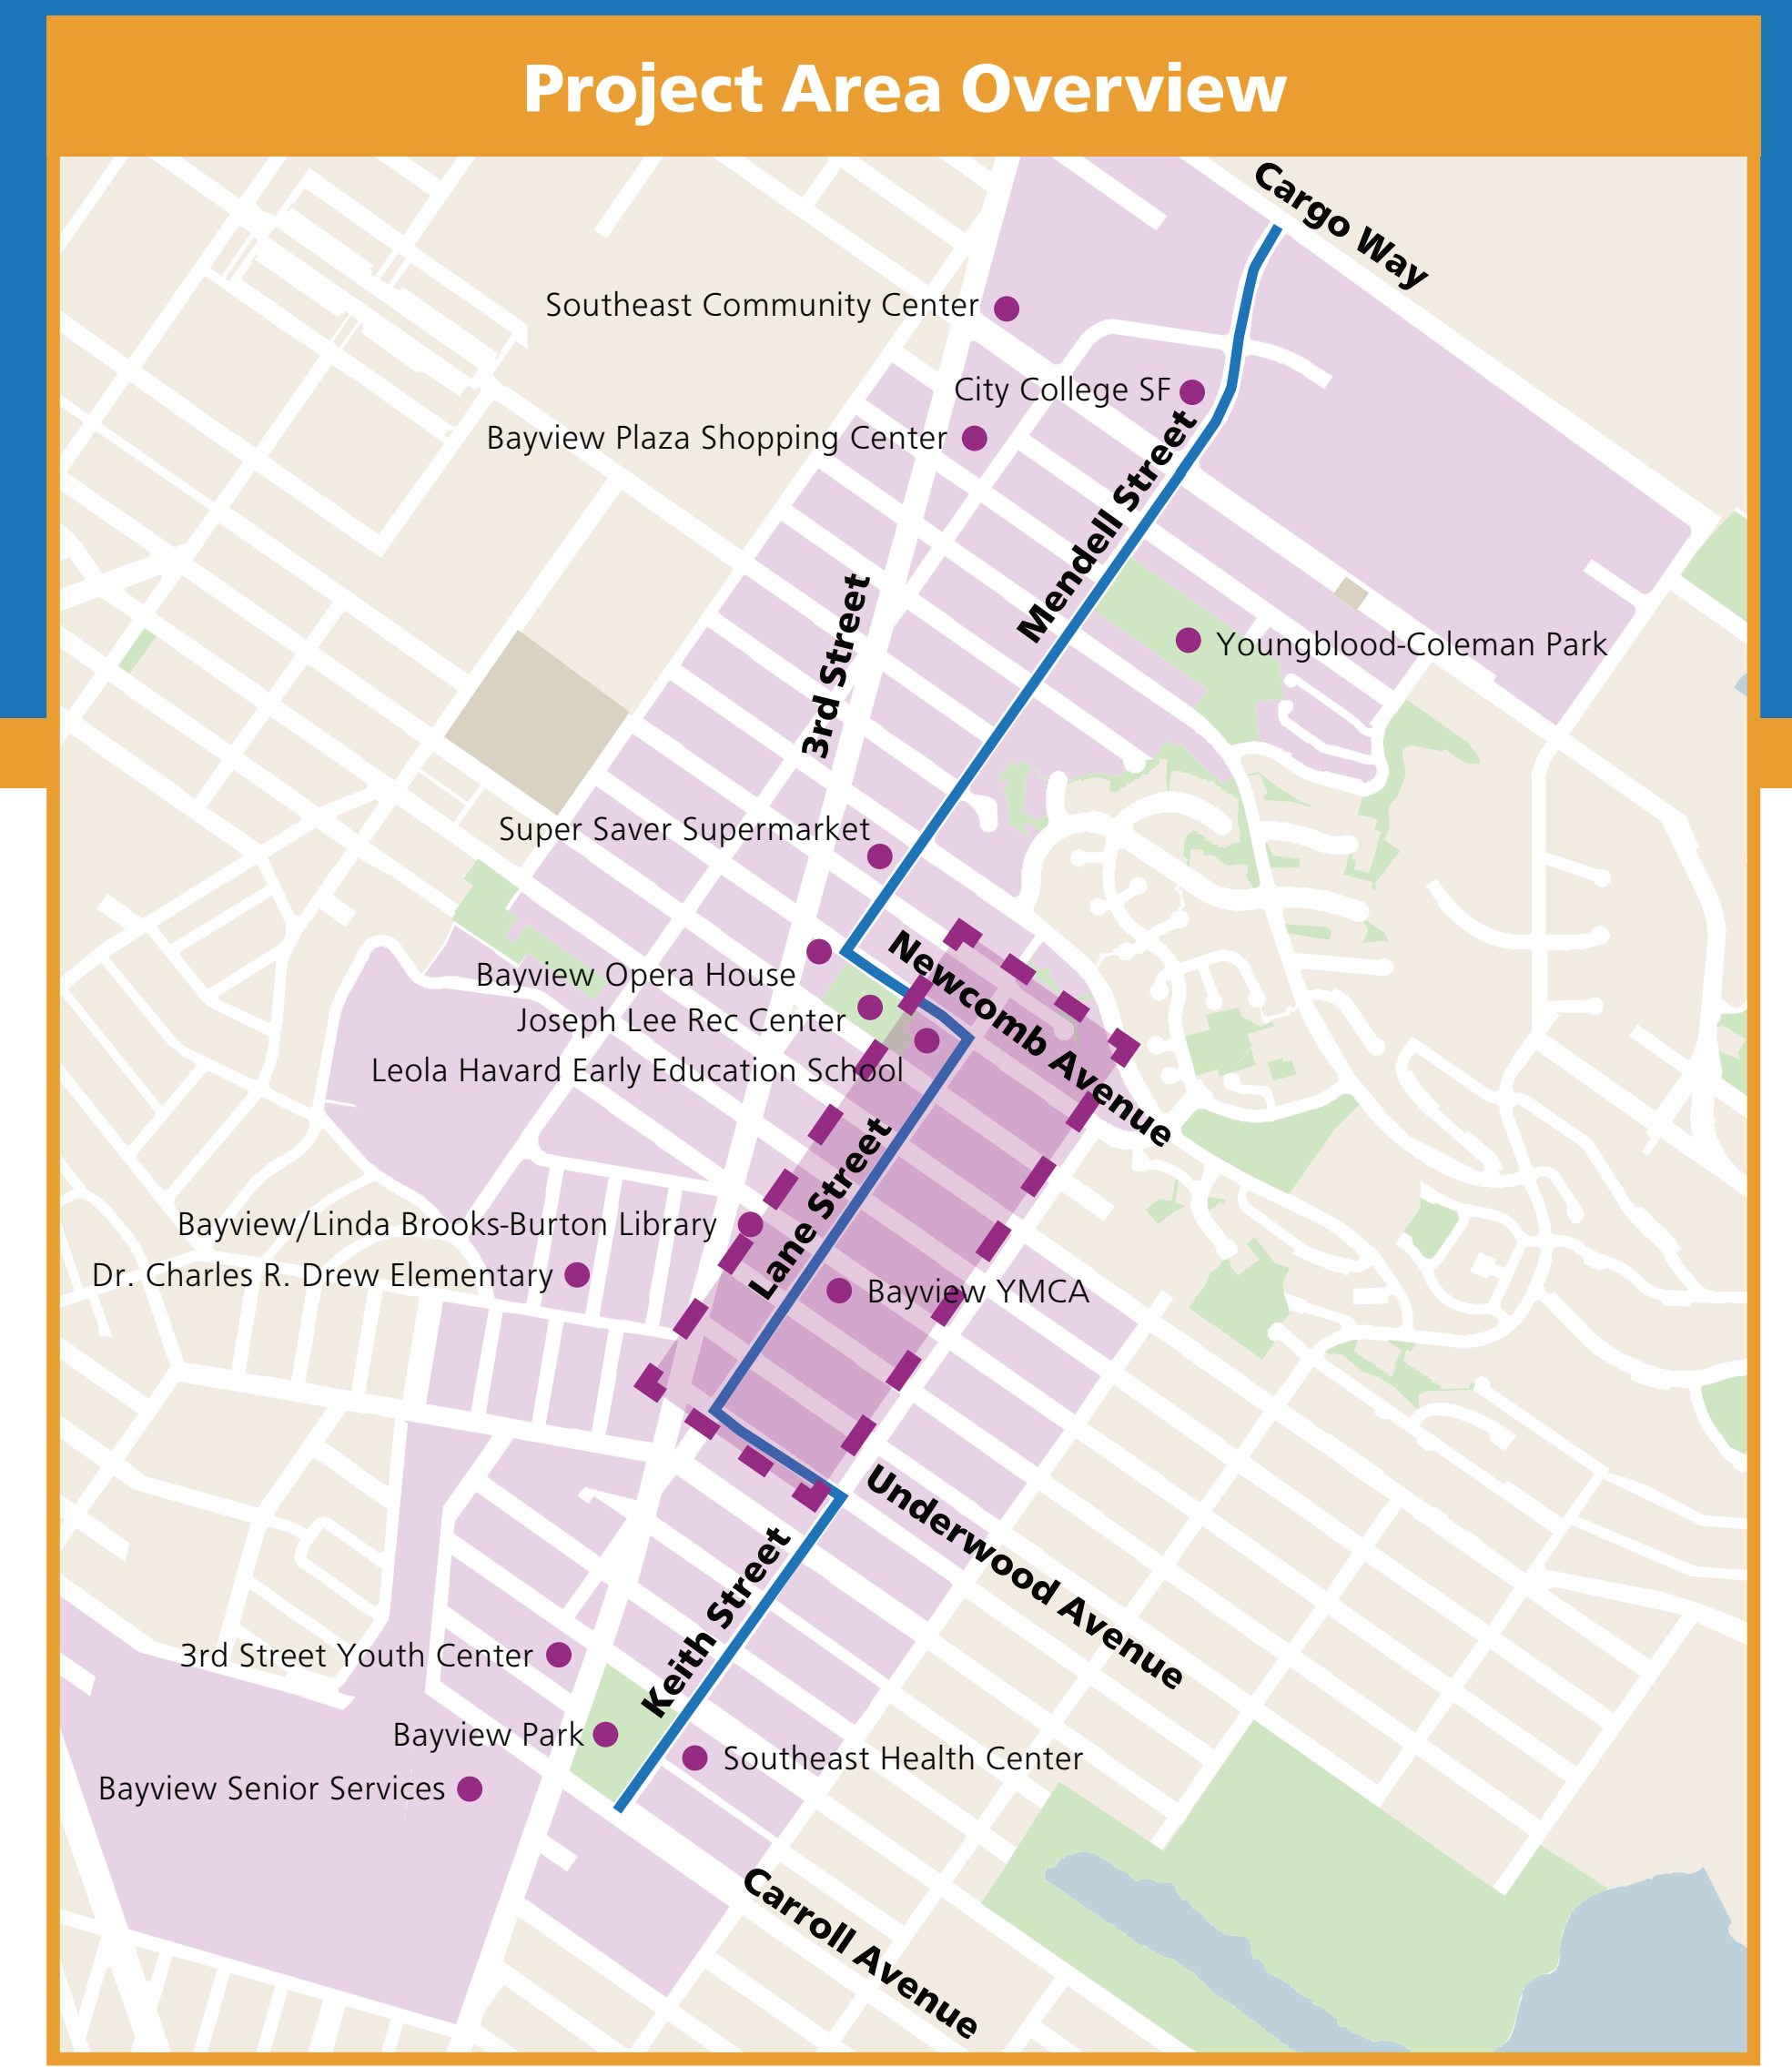 Project Area Overview
Cargo Way
Southeast Community Center
City College SF
Bayview Plaza Shopping Center
Mendell Street
3rd Street
Youngblood-Coleman Park
Super Saver Supermarket
Newcomb Avenue
Bayview Opera House
Joseph Lee Rec Center
Leola Havard Early Education School
Lane Street
Bayview/Linda Brooks-Burton Library
Dr. Charles R. Drew Elementary
Bayview YMCA
Underwood Avenue
Keith Street
3rd Street Youth Center
Bayview Park
Southeast Health Center
Bayview Senior Services
Carroll Avenue